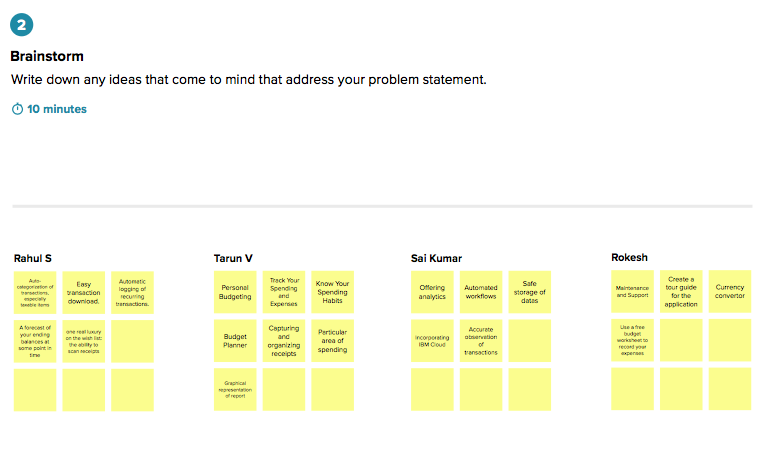 2
Brainstorm
Write down any ideas that come to mind that address your problem statement.
10 minutes
Rahul S
Auto-
categorization of
transactions,
especially
taxable items
Easy
transaction
download.
Automatic
logging of
recurring
transactions.
A forecast of
your ending
balances at
some point in
time
one real luxury
on the wish list:
the ability to
scan receipts
Tarun V
Personal
Budgeting
Track Your
Spending
and
Expenses
Know Your
Spending
Habits
Budget
Planner
Capturing
and
organizing
receipts
Particular
area of
spending
Graphical
representation
of report
Sai Kumar
Offering
analytics
Automated
workflows
Safe
storage of
datas
Incorporating
IBM Cloud
Accurate
observation
of
transactions
Rokesh
Maintenance
and Support
Create a
tour guide
for the
application
Currency
convertor
Use a free
budget
worksheet to
record your
expenses